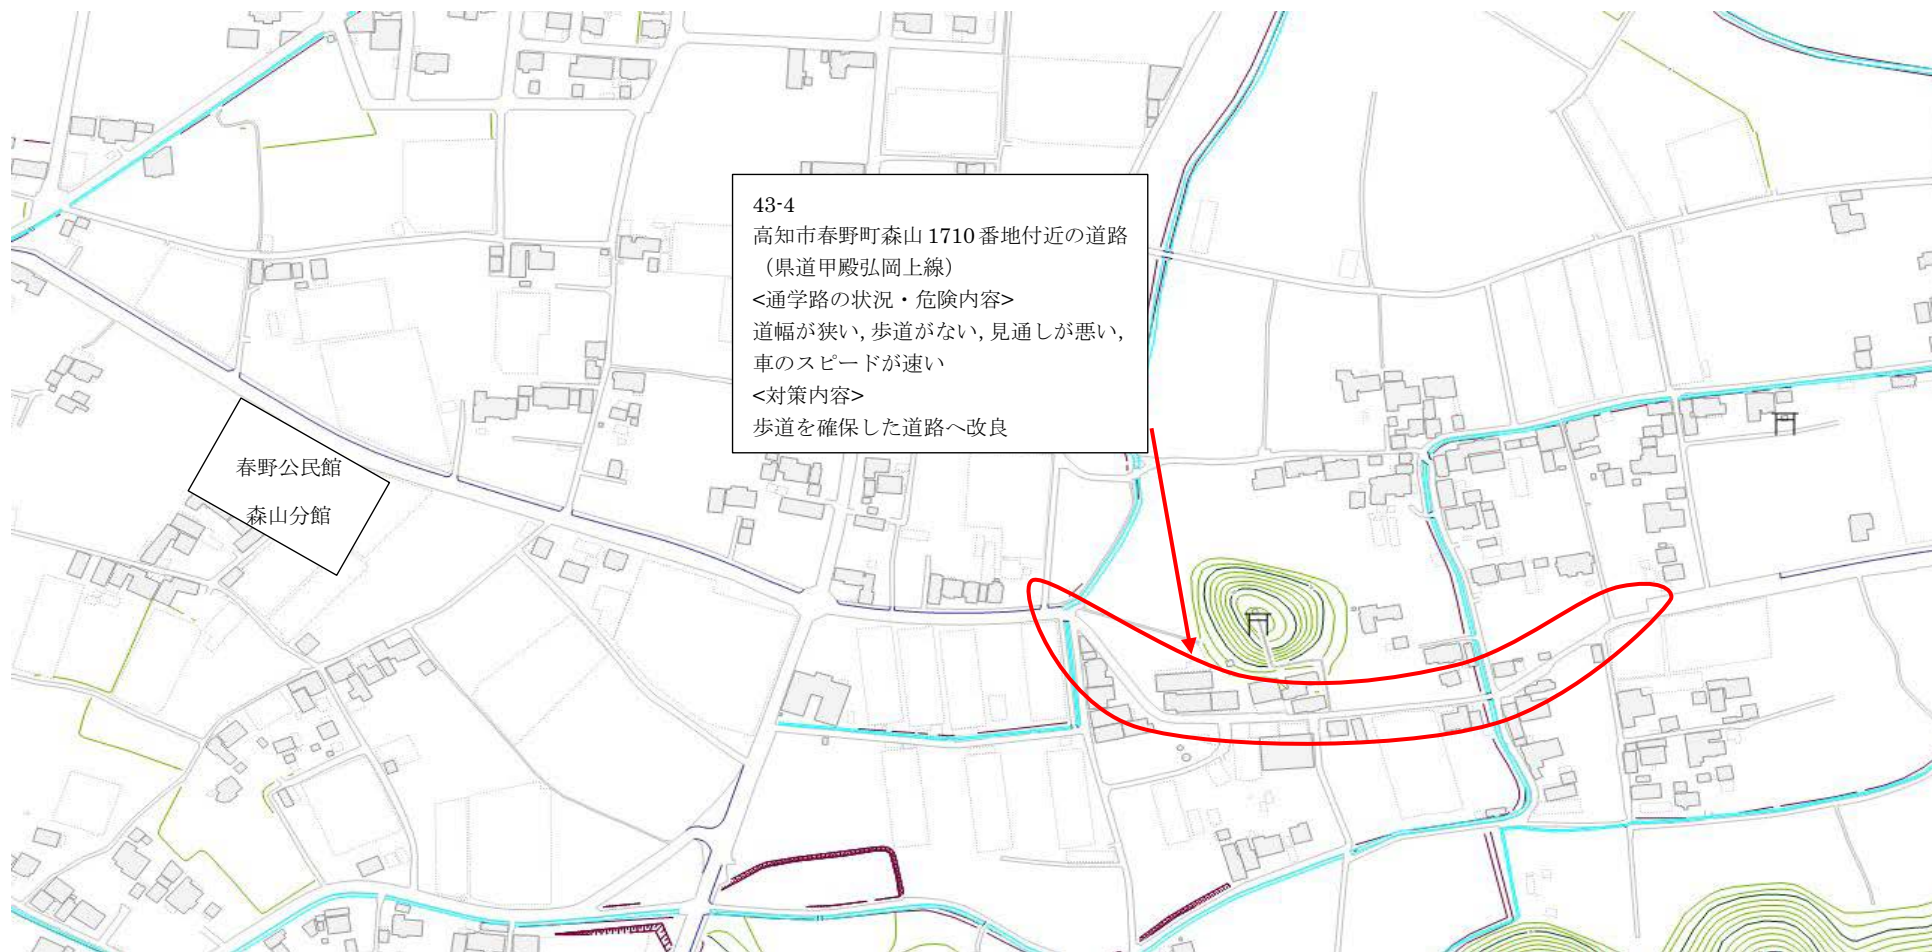 43-4
高知市春野町森山 1710 番地付近の道路
（県道甲殿弘岡上線）
<通学路の状況・危険内容>
道幅が狭い, 歩道がない, 見通しが悪い,
車のスピードが速い
<対策内容>
歩道を確保した道路へ改良
春野公民館
森山分館